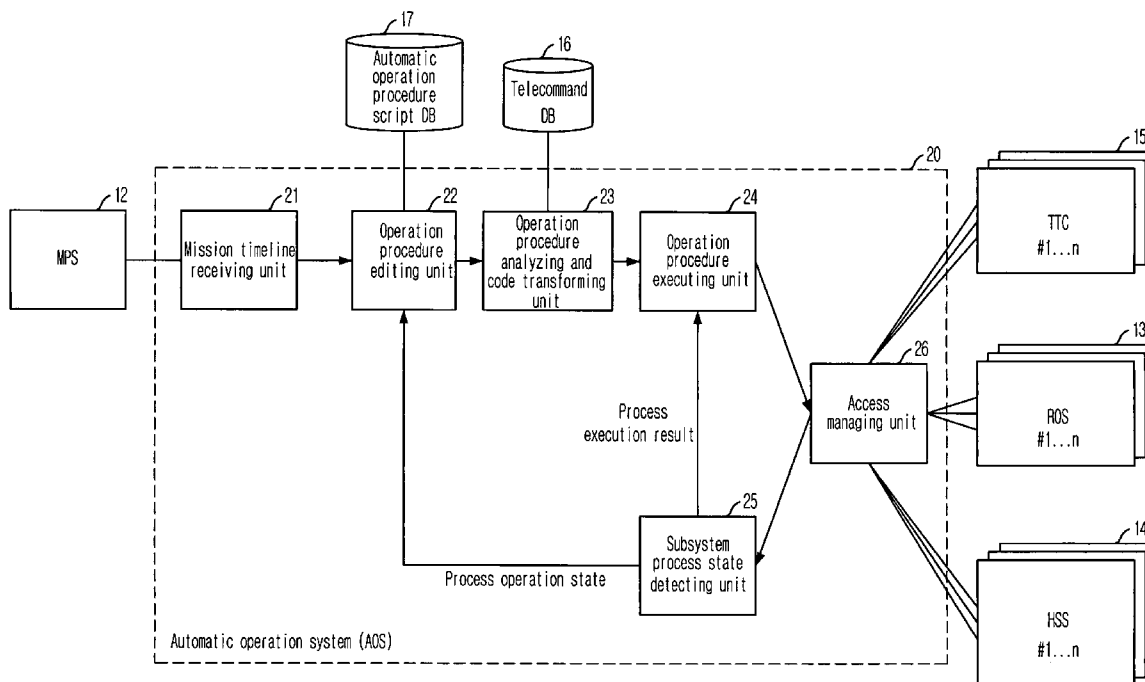 17
Automatic
operation
procedure
script DB
16
Telecommand
DB
20
15
TTC
#1...n
12
MPS
21
Mission timeline
receiving unit
22
Operation
procedure
editing unit
23
Operation
procedure
analyzing and
code transforming
unit
24
Operation
procedure
executing unit
26
Access
managing unit
13
ROS
#1...n
Process
execution result
25
Subsystem
process state
detecting unit
Process operation state
14
HSS
#1...n
Automatic operation system (AOS)